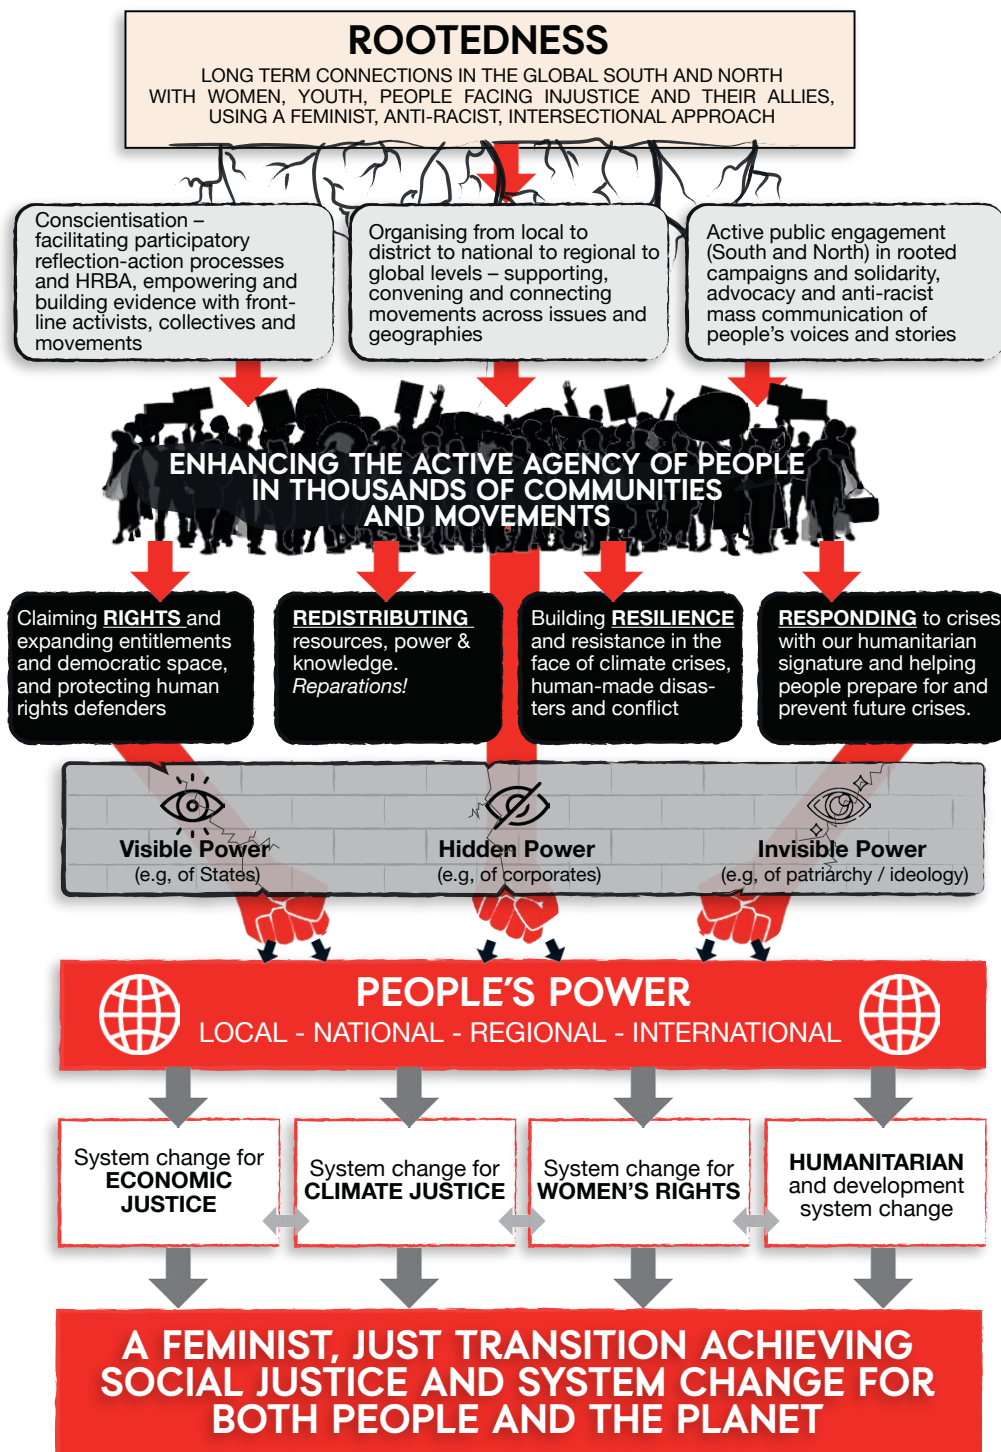 ROOTEDNESS
LONG TERM CONNECTIONS IN THE GLOBAL SOUTH AND NORTH
WITH WOMEN, YOUTH, PEOPLE FACING INJUSTICE AND THEIR ALLIES,
USING A FEMINIST, ANTI-RACIST, INTERSECTIONAL APPROACH
Conscientisation –
facilitating participatory
reflection-action processes
and HRBA, empowering and
building evidence with front-
line activists, collectives and
movements
Organising from local to
district to national to regional to
global levels – supporting,
convening and connecting
movements across issues and
geographies
Active public engagement
(South and North) in rooted
campaigns and solidarity,
advocacy and anti-racist
mass communication of
people's voices and stories
ENHANCING THE ACTIVE AGENCY OF PEOPLE
IN THOUSANDS OF COMMUNITIES
AND MOVEMENTS
Claiming RIGHTS and
expanding entitlements
and democratic space,
and protecting human
rights defenders
REDISTRIBUTING
resources, power &
knowledge.
Reparations!
Building RESILIENCE
and resistance in the
face of climate crises,
human-made disas-
ters and conflict
RESPONDING to crises
with our humanitarian
signature and helping
people prepare for and
prevent future crises.
Visible Power
(e.g, of States)
Hidden Power
(e.g, of corporates)
Invisible Power
(e.g, of patriarchy / ideology)
PEOPLE'S POWER
LOCAL - NATIONAL - REGIONAL - INTERNATIONAL
System change for
ECONOMIC
JUSTICE
System change for
CLIMATE JUSTICE
System change for
WOMEN'S RIGHTS
HUMANITARIAN
and development
system change
A FEMINIST, JUST TRANSITION ACHIEVING
SOCIAL JUSTICE AND SYSTEM CHANGE FOR
BOTH PEOPLE AND THE PLANET